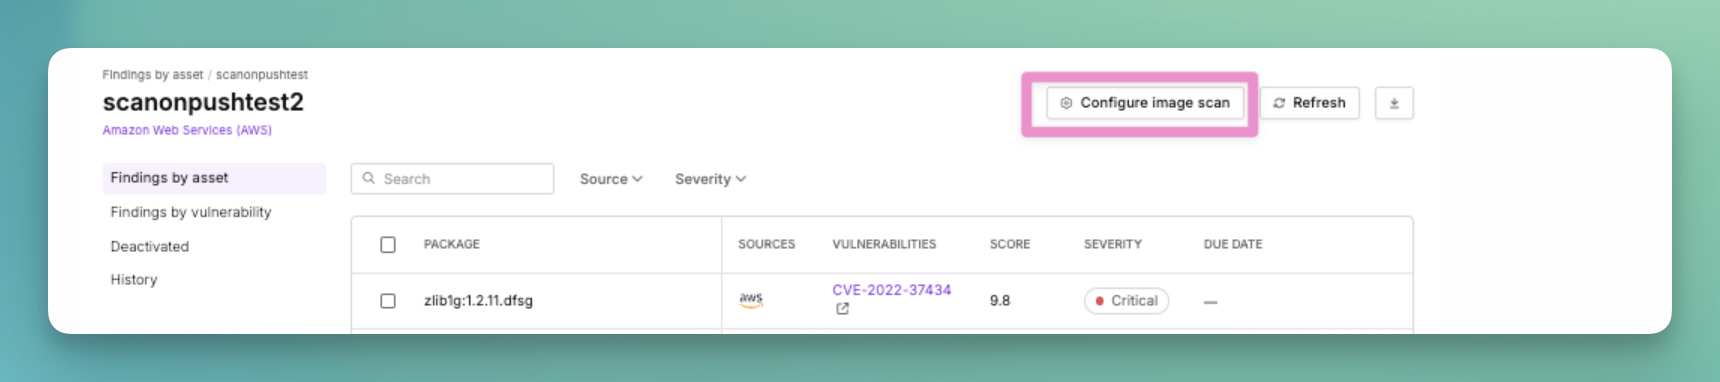 Findings by asset / scanonpushtest
scanonpushtest2
Amazon Web Services (AWS)
Configure image scan
Refresh
Findings by asset
Findings by vulnerability
Deactivated
History
Search
Source
Severity
PACKAGE SOURCES VULNERABILITIES SCORE SEVERITY DUE DATE
zlib1g:1.2.11.dfsg aws CVE-2022-37434 9.8 Critical —